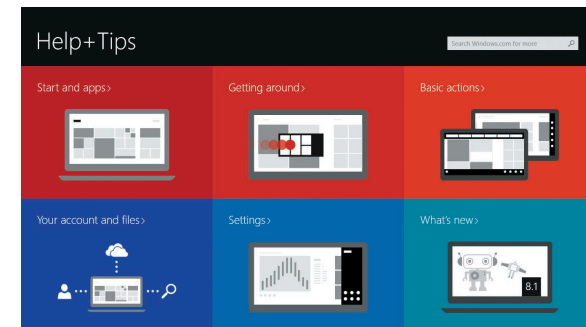 Help+Tips
Search Windows.com for more
Start and apps>
Getting around>
Basic actions>
Your account and files>
Settings>
What's new>
8.1